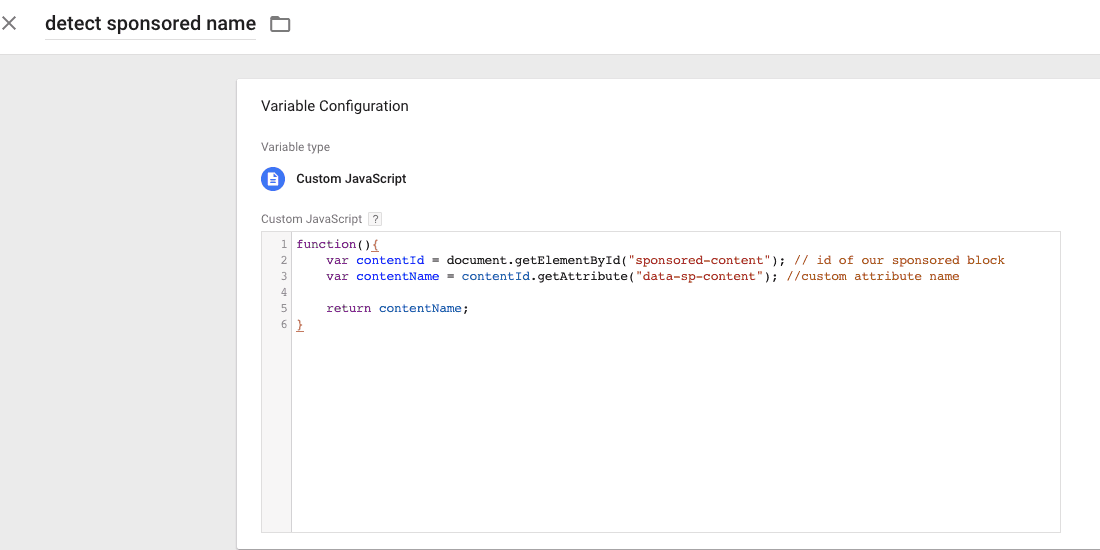 detect sponsored name
Variable Configuration
Variable type
Custom JavaScript
Custom JavaScript ?
1 function(){
2 var contentId = document.getElementById("sponsored-content"); // id of our sponsored block
3 var contentName = contentId.getAttribute("data-sp-content"); //custom attribute name
4
5 return contentName;
6 }